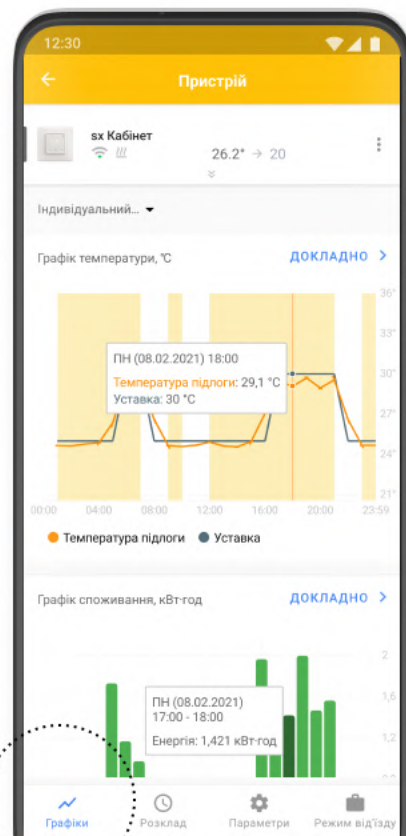 12:30
Пристрій
sx Кабінет
26.2° → 20
Індивідуальний...
Графік температури, °C
ДОКЛАДНО >
36°
33°
30°
27°
24°
21°
ПН (08.02.2021) 18:00
Температура підлоги: 29,1 °C
Уставка: 30 °C
00:00 04:00 08:00 12:00 16:00 20:00 23:59
Температура підлоги Уставка
Графік споживання, кВт·год
ДОКЛАДНО >
2
1,6
1,2
0,8
ПН (08.02.2021)
17:00 - 18:00
Енергія: 1,421 кВт·год
Графіки Розклад Параметри Режим від'їзду